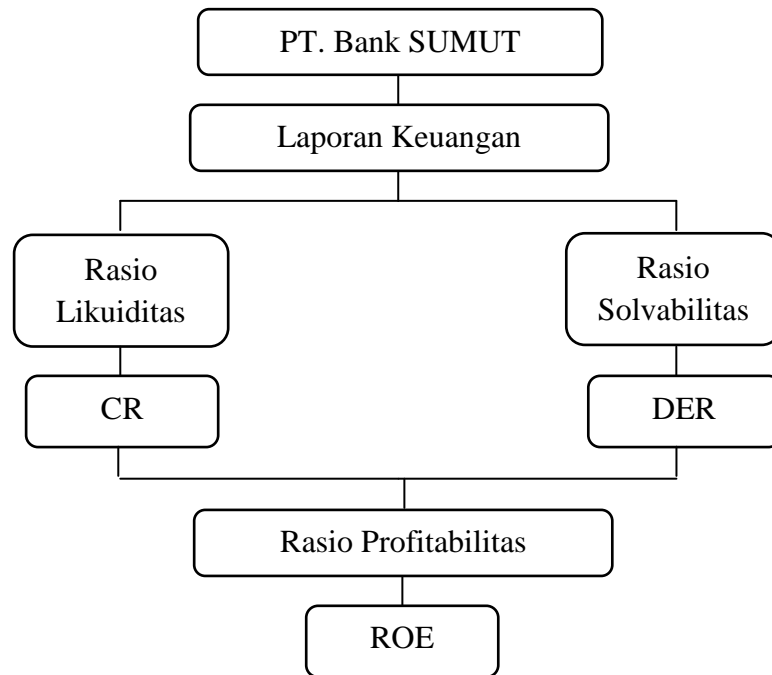 PT. Bank SUMUT
Laporan Keuangan
Rasio
Likuiditas
Rasio
Solvabilitas
CR
DER
Rasio Profitabilitas
ROE